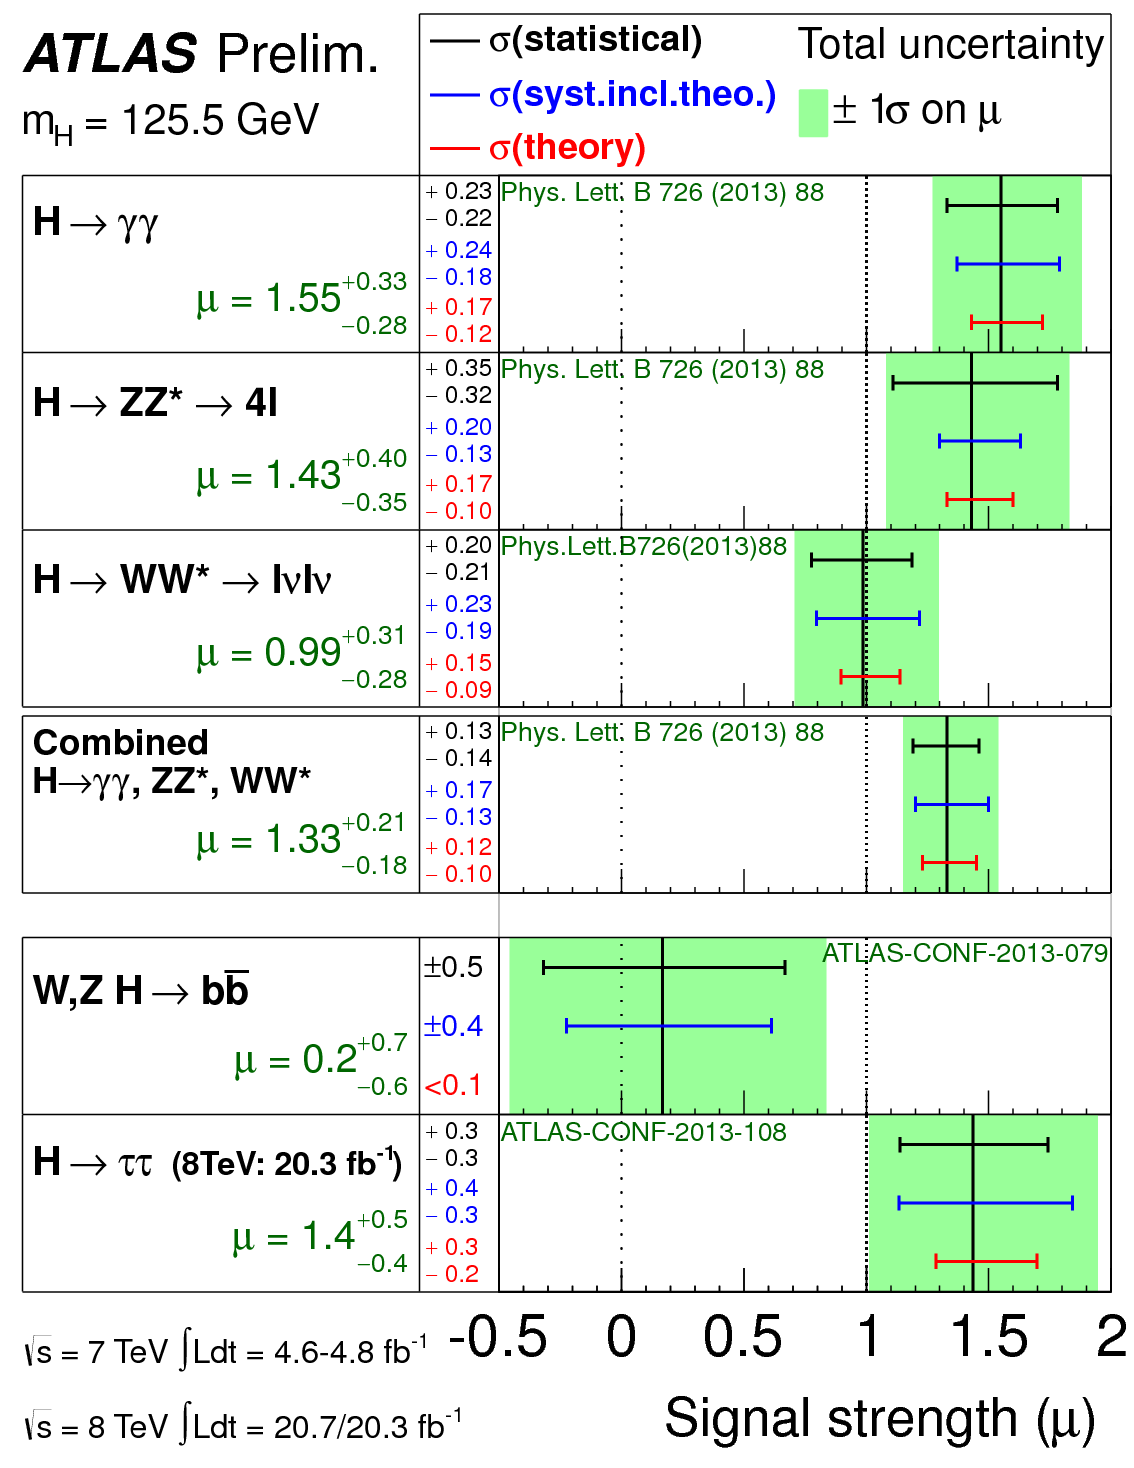 ATLAS Prelim.
m_H = 125.5 GeV
σ(statistical)
σ(syst.incl.theo.)
σ(theory)
Total uncertainty
± 1σ on μ
H → γγ
μ = 1.55 +0.33 −0.28
+ 0.23
− 0.22
+ 0.24
− 0.18
+ 0.17
− 0.12
Phys. Lett. B 726 (2013) 88
H → ZZ* → 4l
μ = 1.43 +0.40 −0.35
+ 0.35
− 0.32
+ 0.20
− 0.13
+ 0.17
− 0.10
Phys. Lett. B 726 (2013) 88
H → WW* → lνlν
μ = 0.99 +0.31 −0.28
+ 0.20
− 0.21
+ 0.23
− 0.19
+ 0.15
− 0.09
Phys.Lett.B726(2013)88
Combined
H→γγ, ZZ*, WW*
μ = 1.33 +0.21 −0.18
+ 0.13
− 0.14
+ 0.17
− 0.13
+ 0.12
− 0.10
Phys. Lett. B 726 (2013) 88
W,Z H → bb̅
μ = 0.2 +0.7 −0.6
±0.5
±0.4
<0.1
ATLAS-CONF-2013-079
H → ττ (8TeV: 20.3 fb⁻¹)
μ = 1.4 +0.5 −0.4
+ 0.3
− 0.3
+ 0.4
− 0.3
+ 0.3
− 0.2
ATLAS-CONF-2013-108
-0.5 0 0.5 1 1.5 2
√s = 7 TeV ∫Ldt = 4.6-4.8 fb⁻¹
√s = 8 TeV ∫Ldt = 20.7/20.3 fb⁻¹
Signal strength (μ)